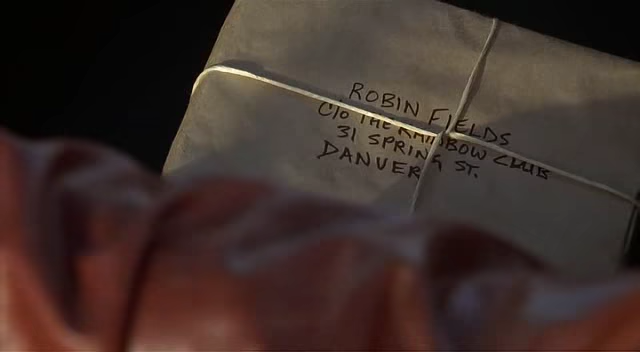 ROBIN FIELDS
C/O THE RAINBOW CLUB
31 SPRING ST.
DANVERS